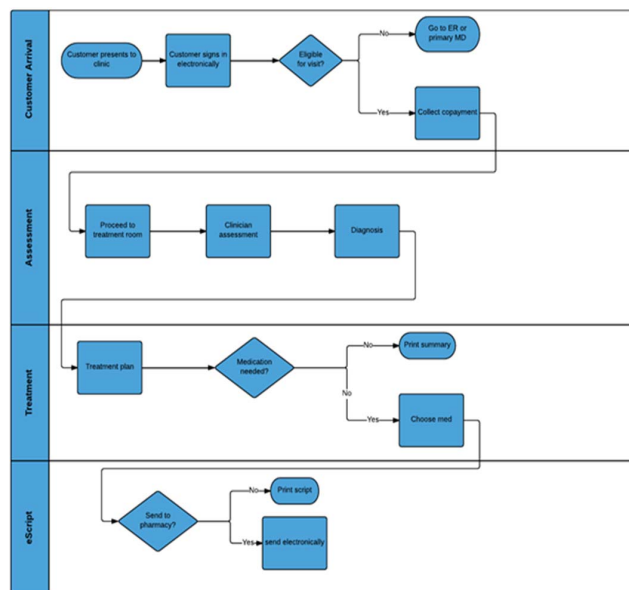 Customer Arrival
Customer presents to
clinic
Customer signs in
electronically
Eligible
for visit?
No
Go to ER or
primary MD
Yes
Collect copayment
Assessment
Proceed to
treatment room
Clinician
assessment
Diagnosis
Treatment
Treatment plan
Medication
needed?
No
Print summary
No
Yes
Choose med
eScript
Send to
pharmacy?
No
Print script
Yes
send electronically